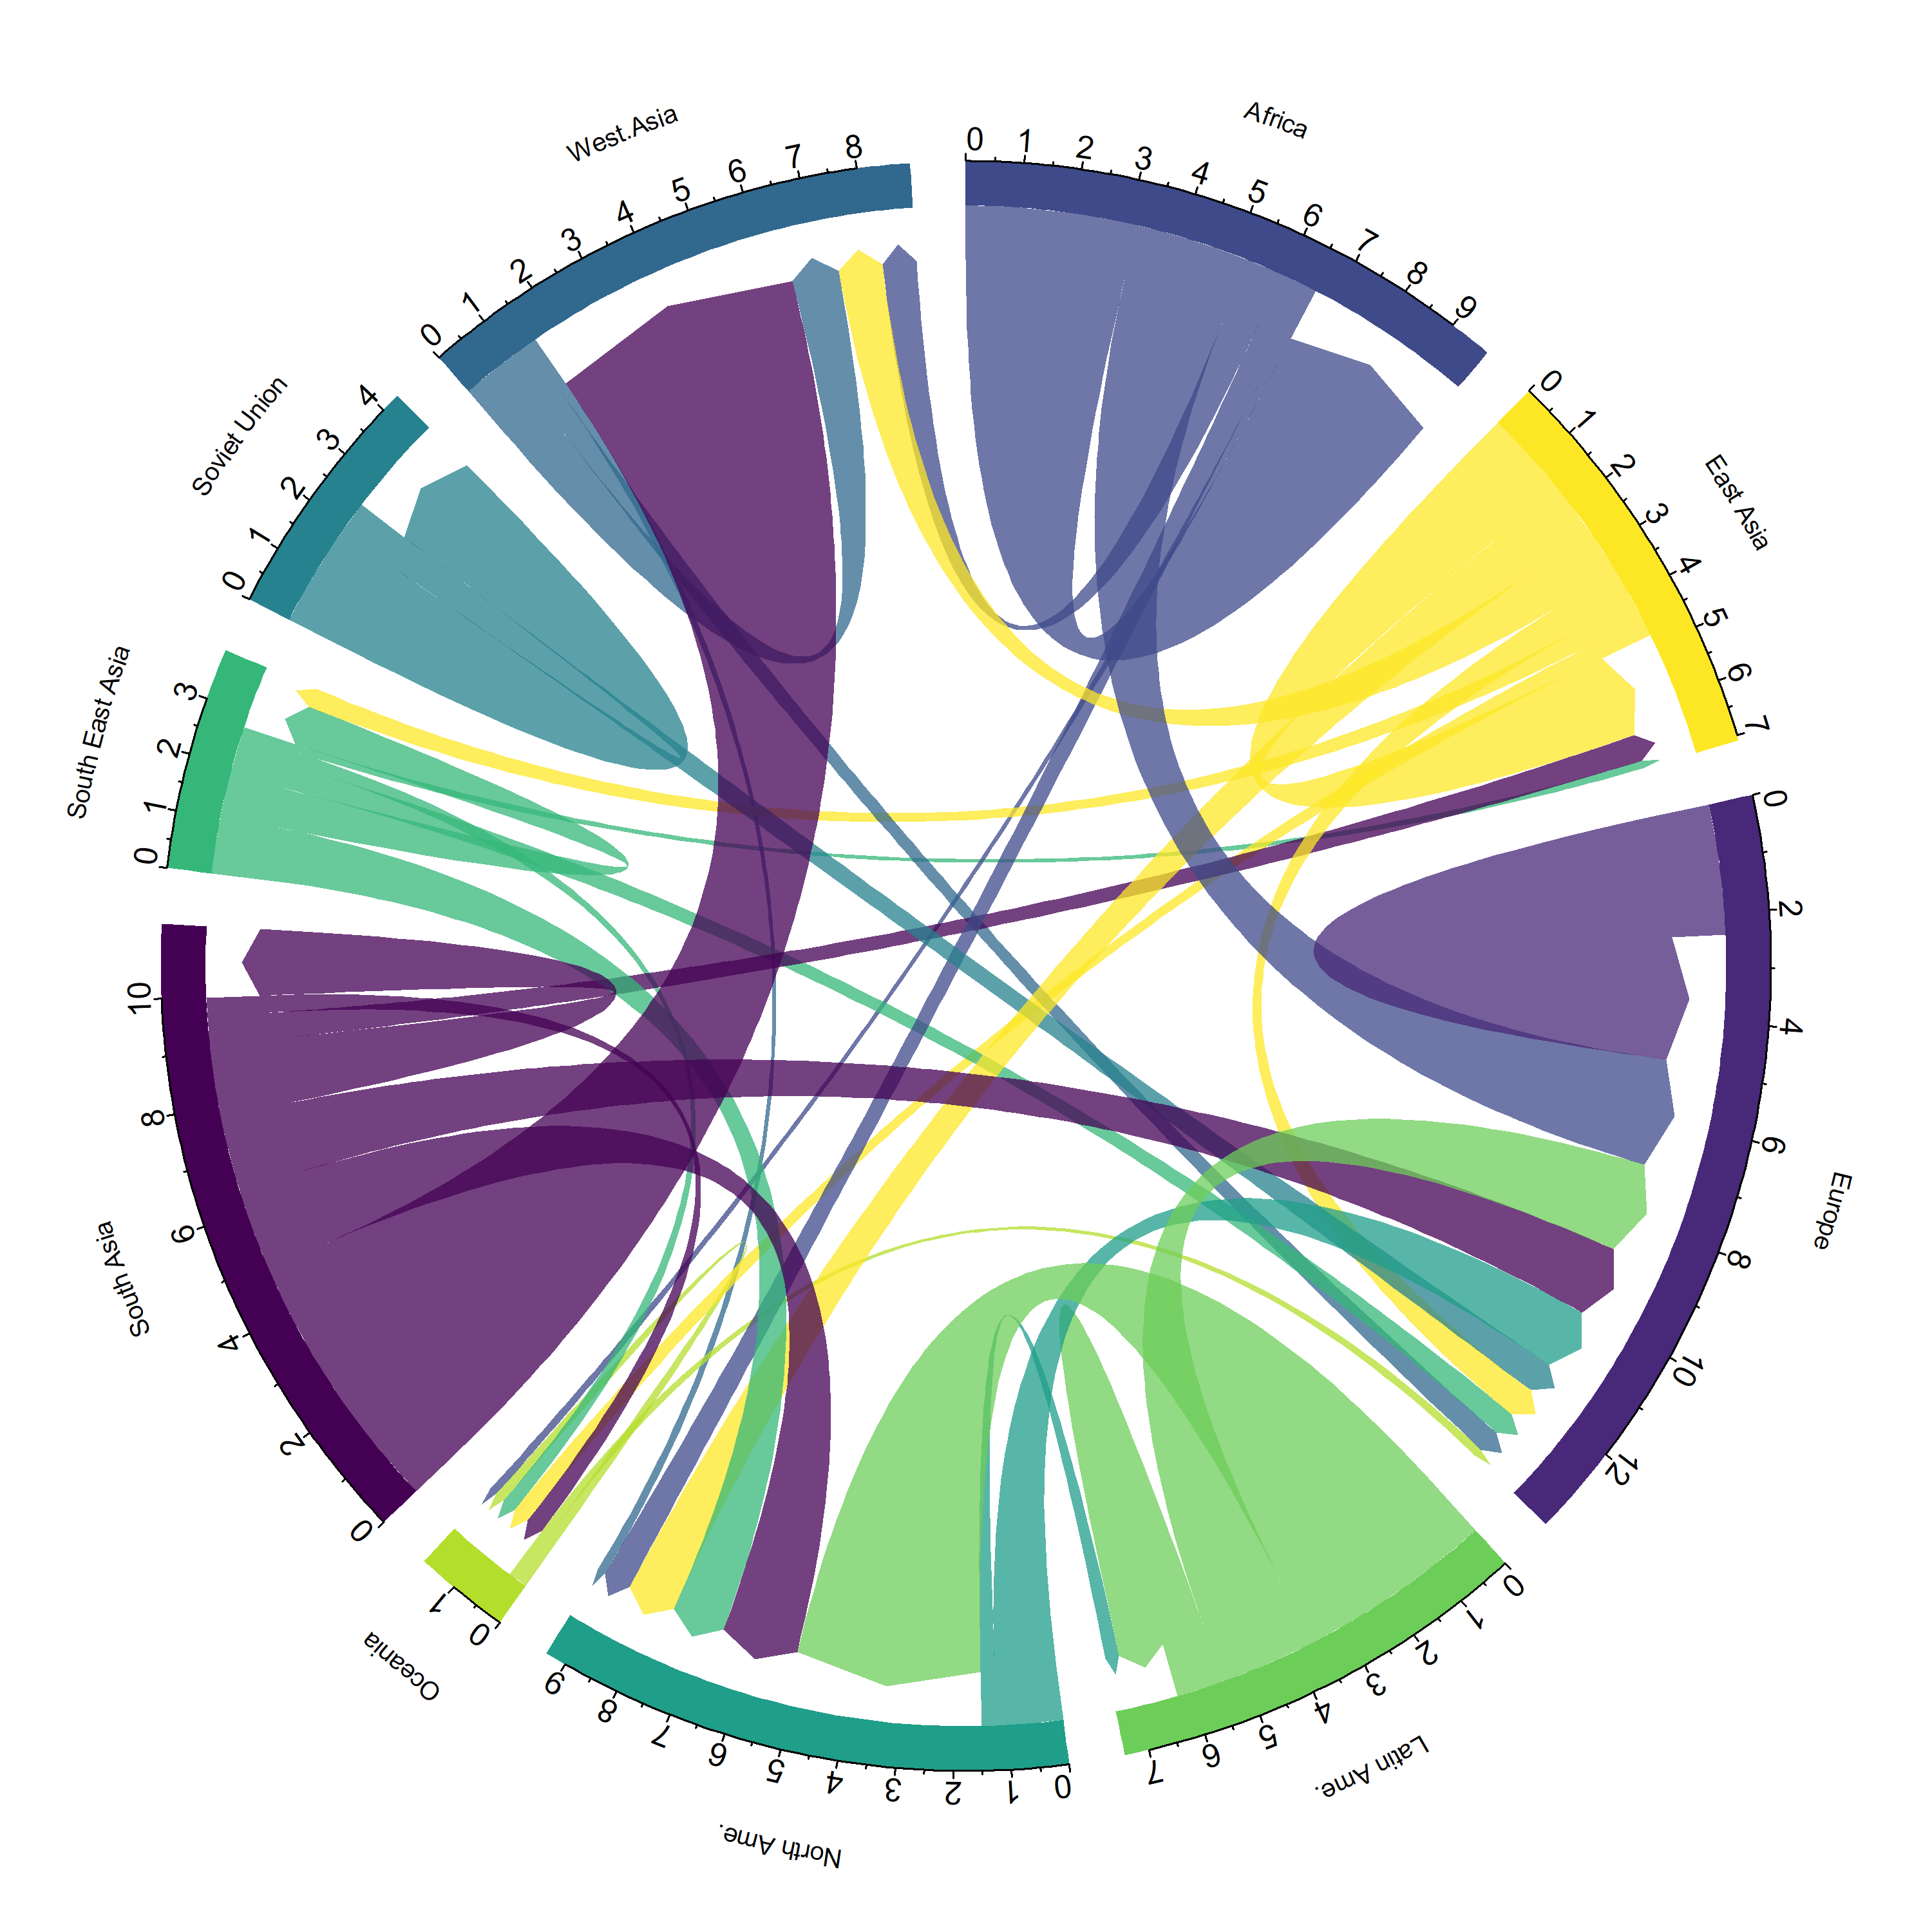 Africa
0 1 2 3 4 5 6 7 8 9
East Asia
0 1 2 3 4 5 6 7
Europe
0 2 4 6 8 10 12
Latin Ame.
0 1 2 3 4 5 6 7
North Ame.
0 1 2 3 4 5 6 7 8 9
Oceania
0 1
South Asia
0 2 4 6 8 10
South East Asia
0 1 2 3
Soviet Union
0 1 2 3 4
West.Asia
0 1 2 3 4 5 6 7 8